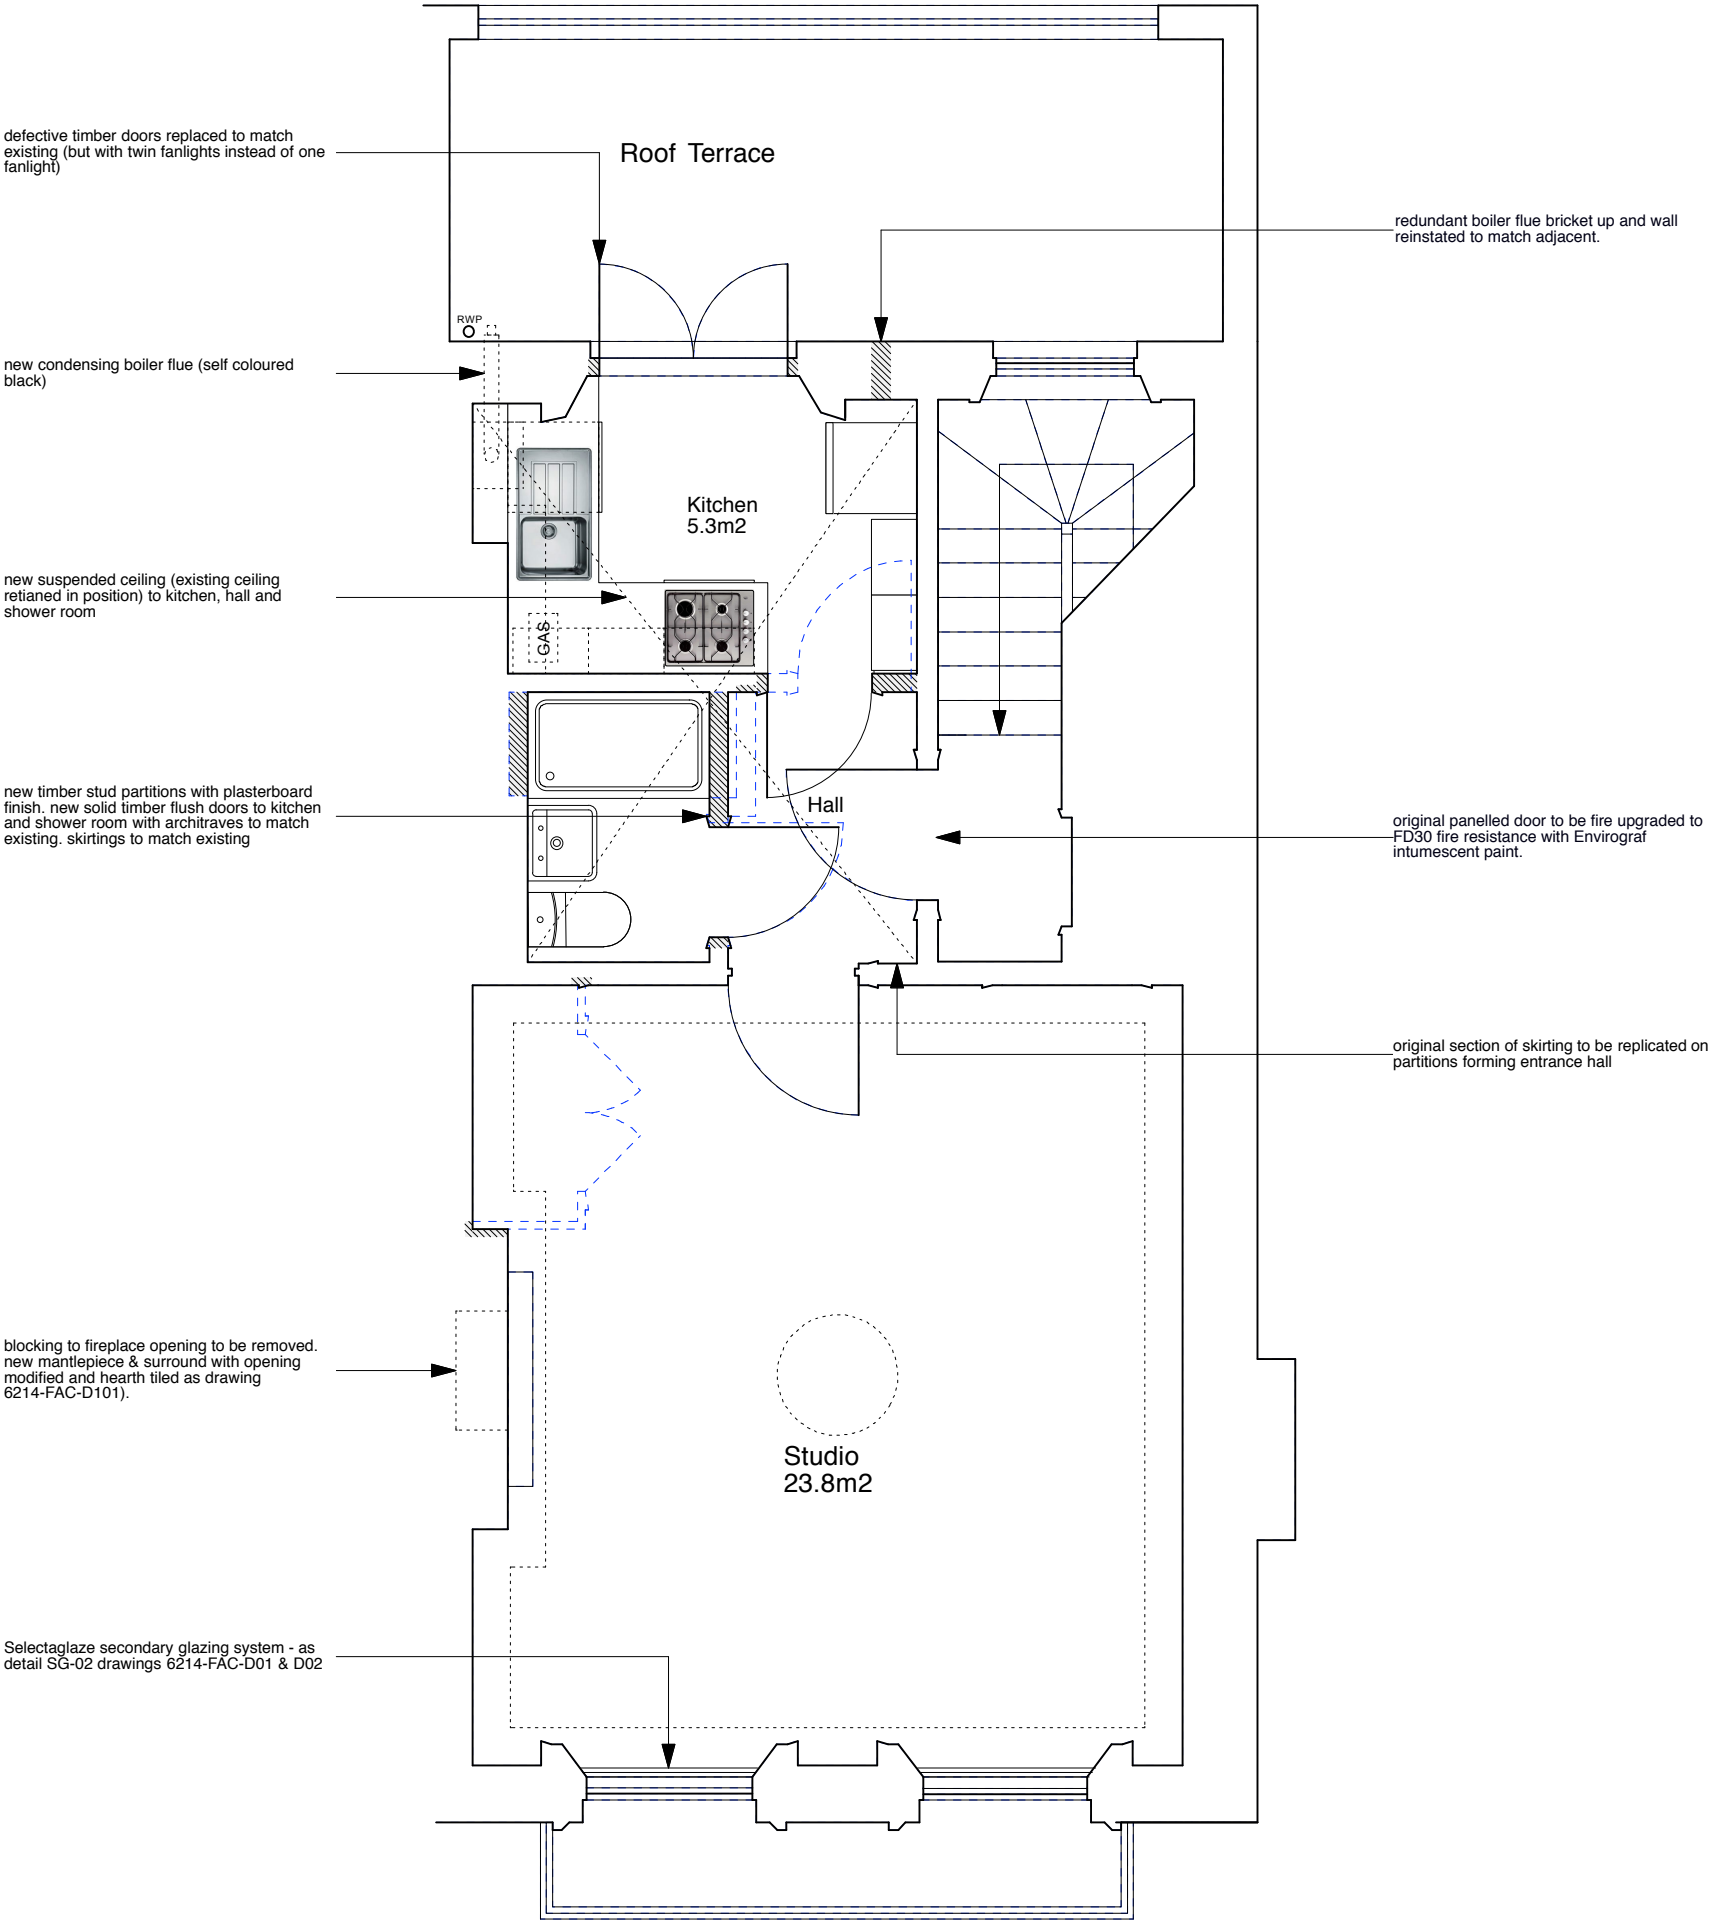 defective timber doors replaced to match
existing (but with twin fanlights instead of one
fanlight)
Roof Terrace
redundant boiler flue bricket up and wall
reinstated to match adjacent.
RWP
new condensing boiler flue (self coloured
black)
Kitchen
5.3m2
new suspended ceiling (existing ceiling
retianed in position) to kitchen, hall and
shower room
GAS
new timber stud partitions with plasterboard
finish. new solid timber flush doors to kitchen
and shower room with architraves to match
existing. skirtings to match existing
Hall
original panelled door to be fire upgraded to
FD30 fire resistance with Envirograf
intumescent paint.
original section of skirting to be replicated on
partitions forming entrance hall
blocking to fireplace opening to be removed.
new mantlepiece & surround with opening
modified and hearth tiled as drawing
6214-FAC-D101).
Studio
23.8m2
Selectaglaze secondary glazing system - as
detail SG-02 drawings 6214-FAC-D01 & D02